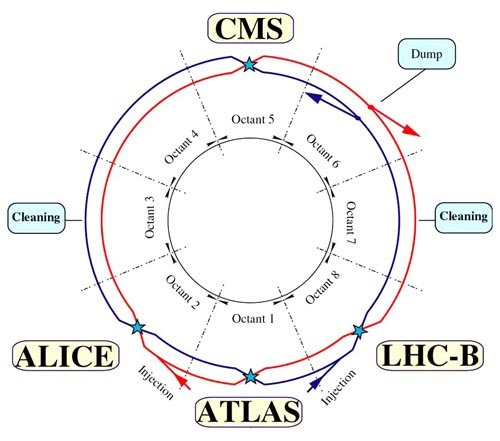 CMS
Dump
Octant 5
Octant 4
Octant 6
Cleaning
Octant 3
Octant 7
Cleaning
Octant 2
Octant 8
Octant 1
ALICE
LHC-B
Injection
Injection
ATLAS